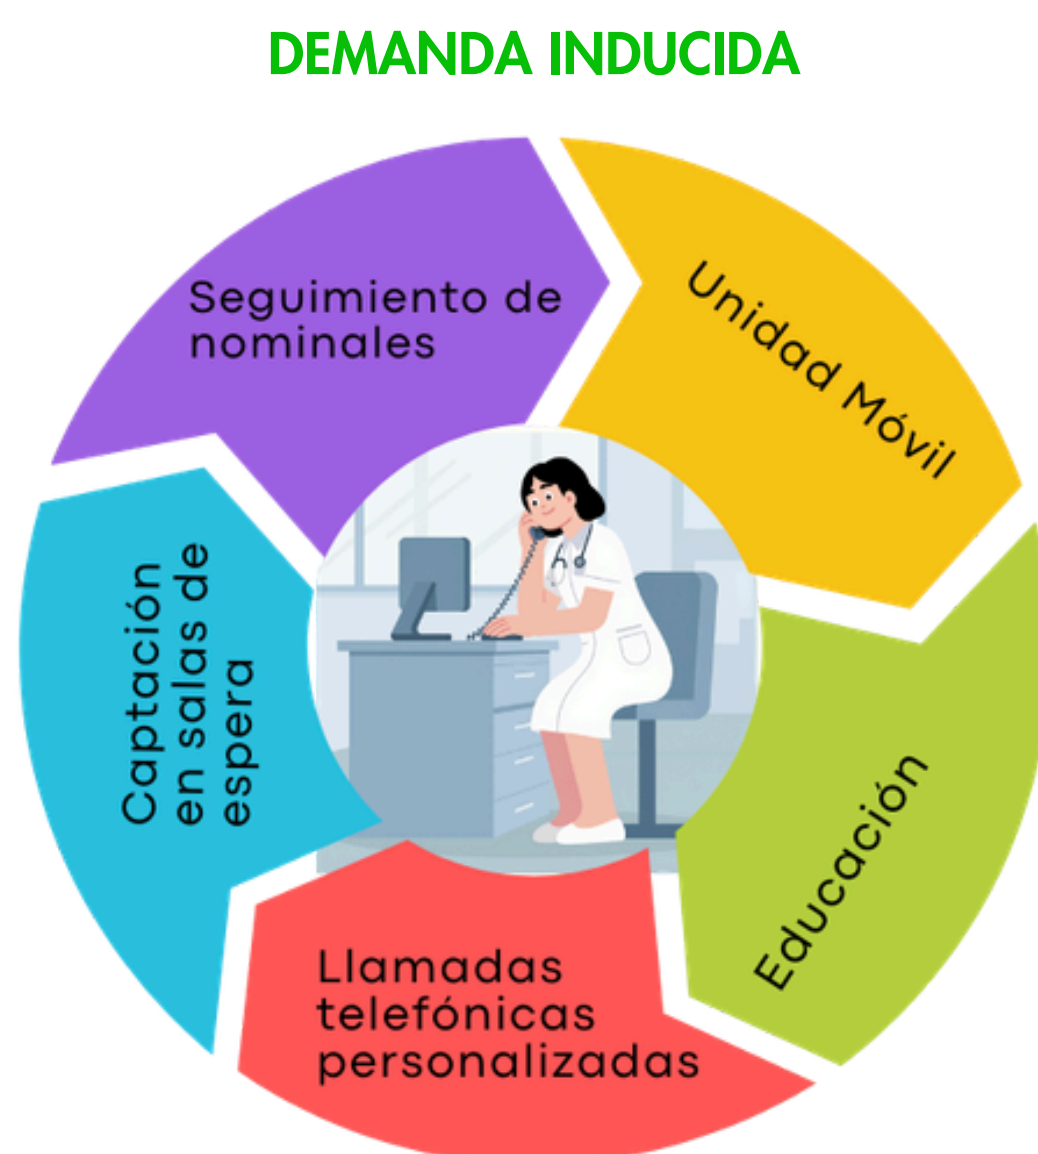 DEMANDA INDUCIDA
Seguimiento de
nominales
Unidad Móvil
Educación
Llamadas
telefónicas
personalizadas
Captación
en salas de
espera